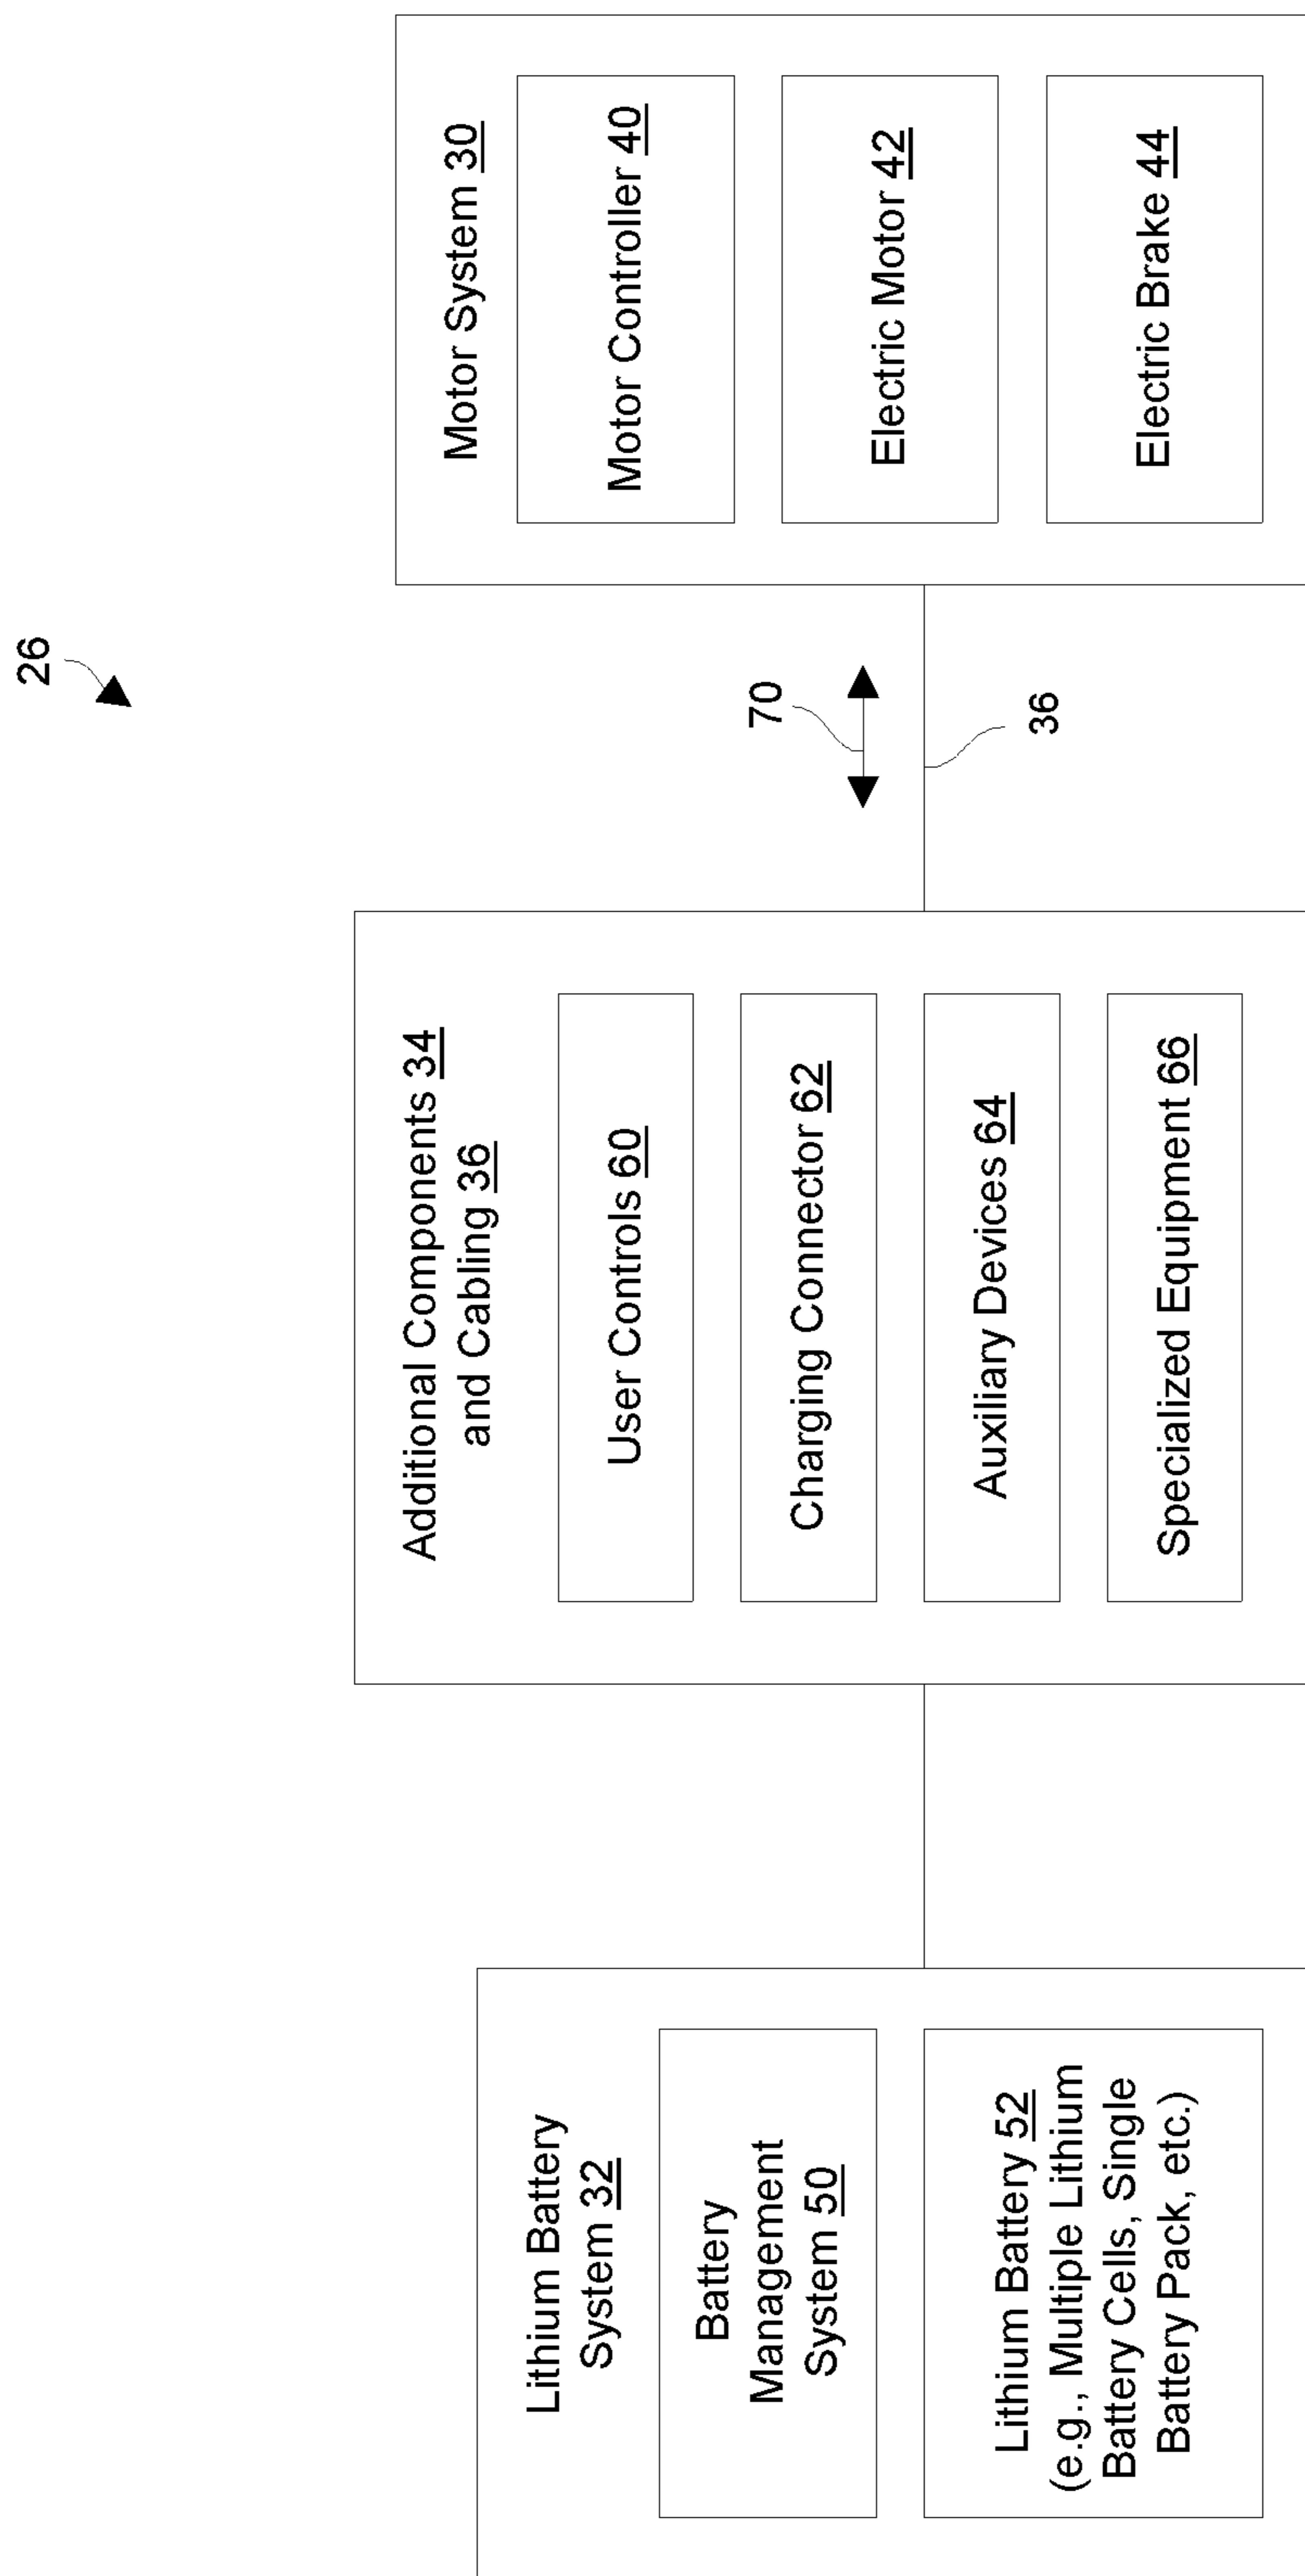 26
Lithium Battery
System 32
Battery
Management
System 50
Lithium Battery 52
(e.g., Multiple Lithium
Battery Cells, Single
Battery Pack, etc.)
Additional Components 34
and Cabling 36
User Controls 60
Charging Connector 62
Auxiliary Devices 64
Specialized Equipment 66
70
36
Motor System 30
Motor Controller 40
Electric Motor 42
Electric Brake 44